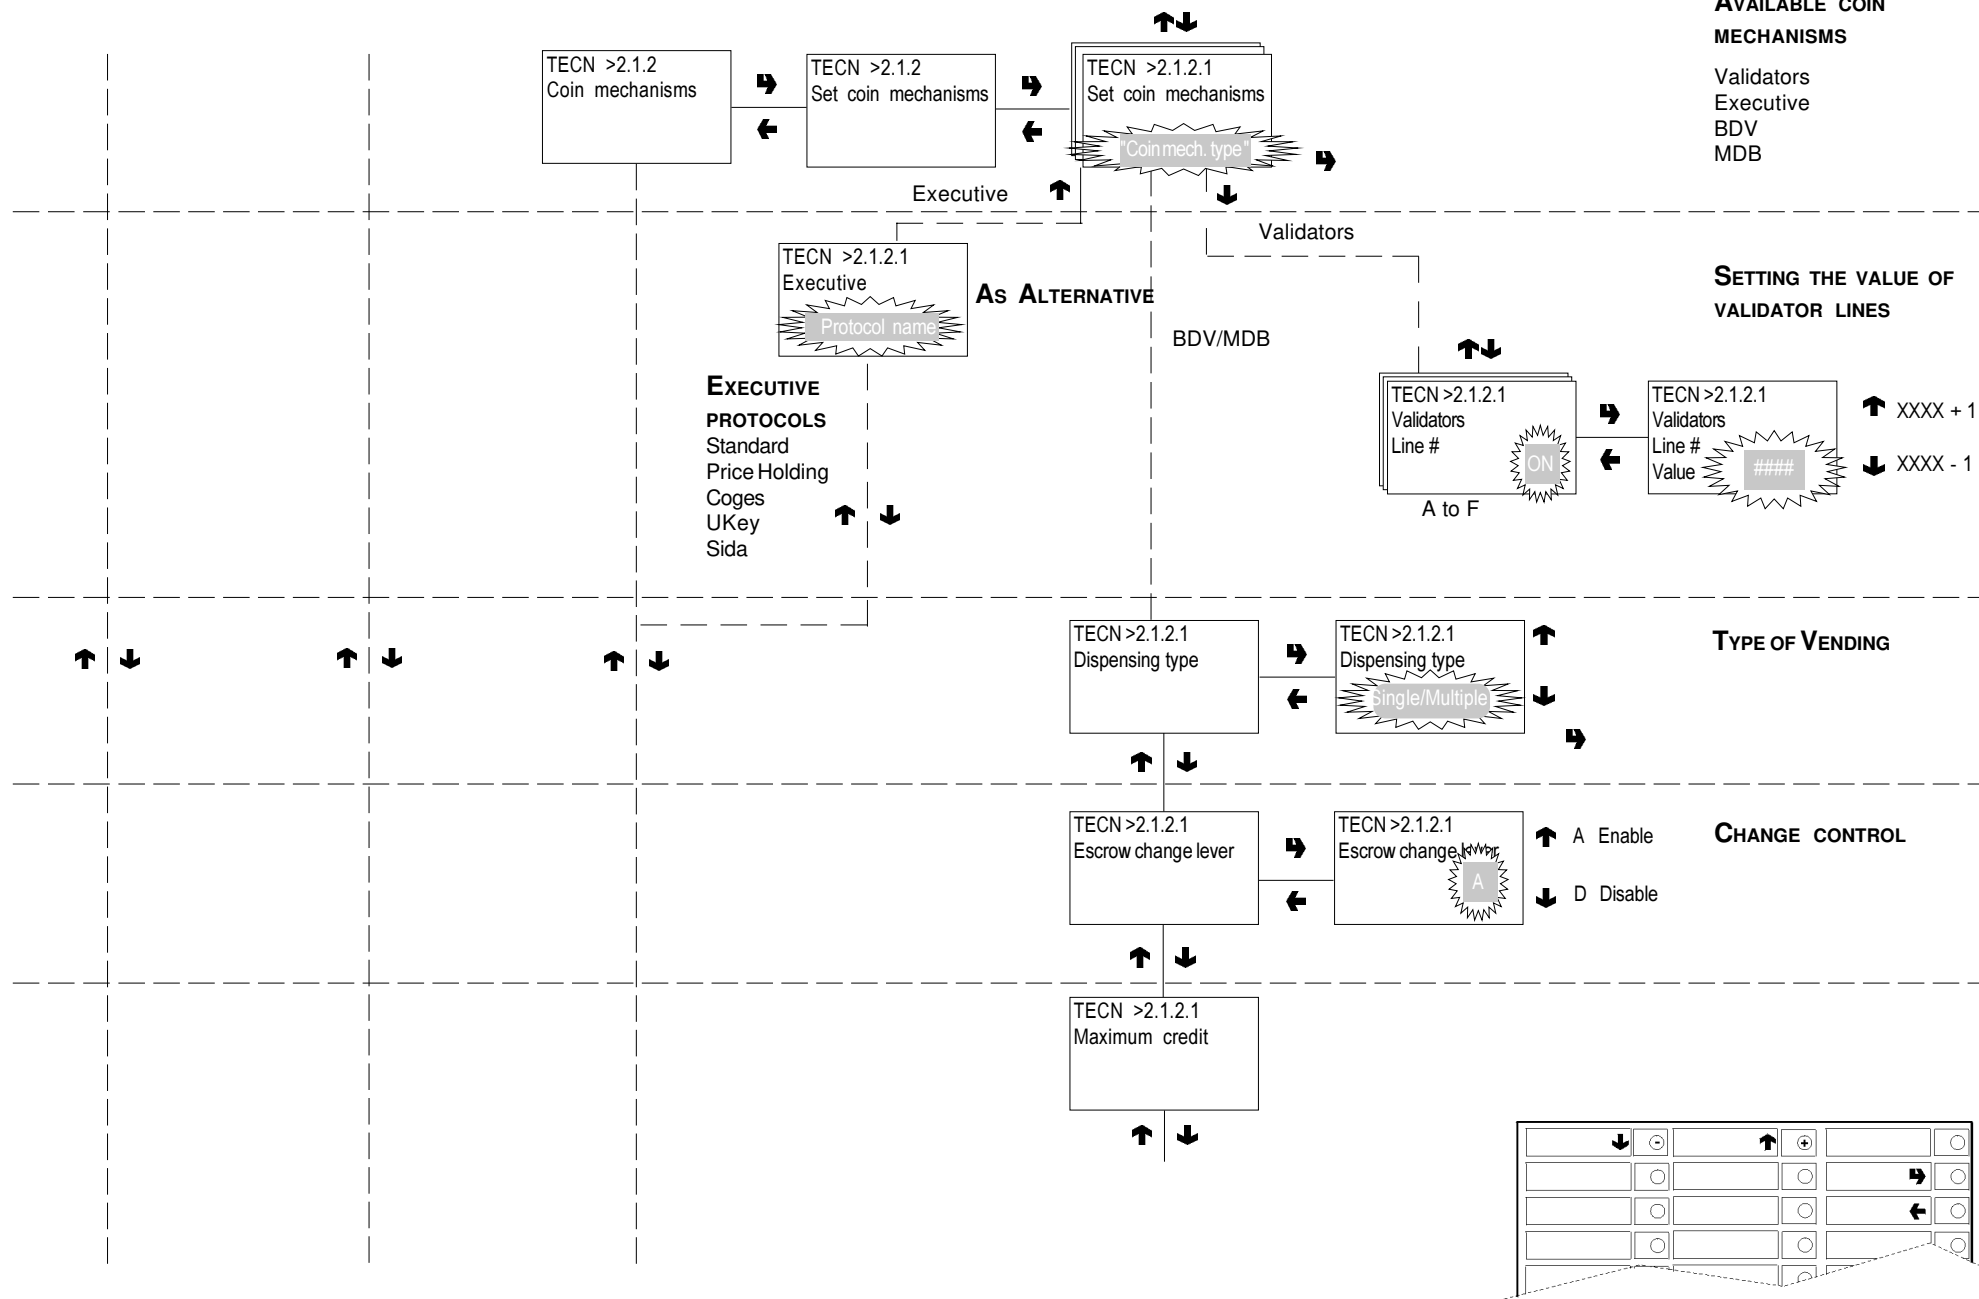 AVAILABLE COIN
MECHANISMS
Validators
Executive
BDV
MDB
TECN >2.1.2
Coin mechanisms
TECN >2.1.2
Set coin mechanisms
TECN >2.1.2.1
Set coin mechanisms
"Coin mech. type"
Executive
Validators
TECN >2.1.2.1
Executive
Protocol name
AS ALTERNATIVE
BDV/MDB
SETTING THE VALUE OF
VALIDATOR LINES
EXECUTIVE
PROTOCOLS
Standard
Price Holding
Coges
UKey
Sida
TECN >2.1.2.1
Validators
Line #
ON
A to F
TECN >2.1.2.1
Validators
Line #
Value ####
XXXX + 1
XXXX - 1
TECN >2.1.2.1
Dispensing type
TECN >2.1.2.1
Dispensing type
Single/Multiple
TYPE OF VENDING
TECN >2.1.2.1
Escrow change lever
TECN >2.1.2.1
Escrow change lever
A
A Enable
D Disable
CHANGE CONTROL
TECN >2.1.2.1
Maximum credit